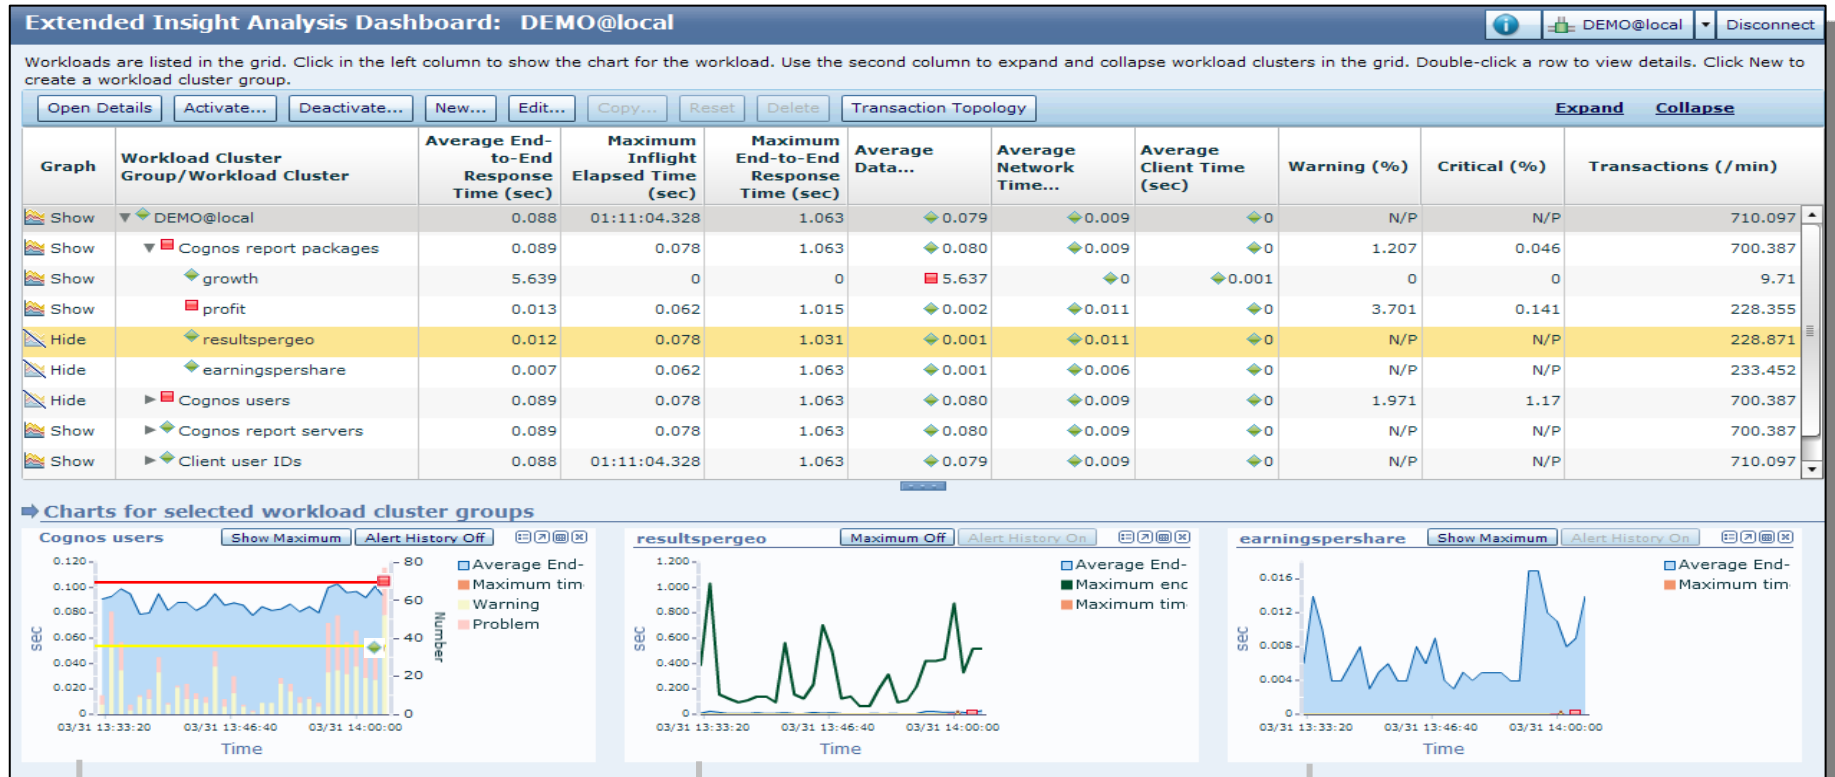 Extended Insight Analysis Dashboard: DEMO@local
DEMO@local Disconnect
Workloads are listed in the grid. Click in the left column to show the chart for the workload. Use the second column to expand and collapse workload clusters in the grid. Double-click a row to view details. Click New to
create a workload cluster group.
Open Details Activate... Deactivate... New... Edit... Copy... Reset Delete Transaction Topology Expand Collapse
Graph Workload Cluster Group/Workload Cluster Average End-to-End Response Time (sec) Maximum Inflight Elapsed Time (sec) Maximum End-to-End Response Time (sec) Average Data... Average Network Time... Average Client Time (sec) Warning (%) Critical (%) Transactions (/min)
Show DEMO@local 0.088 01:11:04.328 1.063 0.079 0.009 0 N/P N/P 710.097
Show Cognos report packages 0.089 0.078 1.063 0.080 0.009 0 1.207 0.046 700.387
Show growth 5.639 0 0 5.637 0 0.001 0 0 9.71
Show profit 0.013 0.062 1.015 0.002 0.011 0 3.701 0.141 228.355
Hide resultspergeo 0.012 0.078 1.031 0.001 0.011 0 N/P N/P 228.871
Hide earningspershare 0.007 0.062 1.063 0.001 0.006 0 N/P N/P 233.452
Hide Cognos users 0.089 0.078 1.063 0.080 0.009 0 1.971 1.17 700.387
Show Cognos report servers 0.089 0.078 1.063 0.080 0.009 0 N/P N/P 700.387
Show Client user IDs 0.088 01:11:04.328 1.063 0.079 0.009 0 N/P N/P 710.097
Charts for selected workload cluster groups
Cognos users Show Maximum Alert History Off
0.120
0.100
0.080
0.060
0.040
0.020
0
sec
80
60
40
20
0
Number
Average End-
Maximum tim
Warning
Problem
03/31 13:33:20 03/31 13:46:40 03/31 14:00:00
Time
resultspergeo Maximum Off Alert History On
1.200
1.000
0.800
0.600
0.400
0.200
0
sec
Average End-
Maximum enc
Maximum tim
03/31 13:33:20 03/31 13:46:40 03/31 14:00:00
Time
earningspershare Show Maximum Alert History On
0.016
0.012
0.008
0.004
0
sec
Average End-
Maximum tim
03/31 13:33:20 03/31 13:46:40 03/31 14:00:00
Time